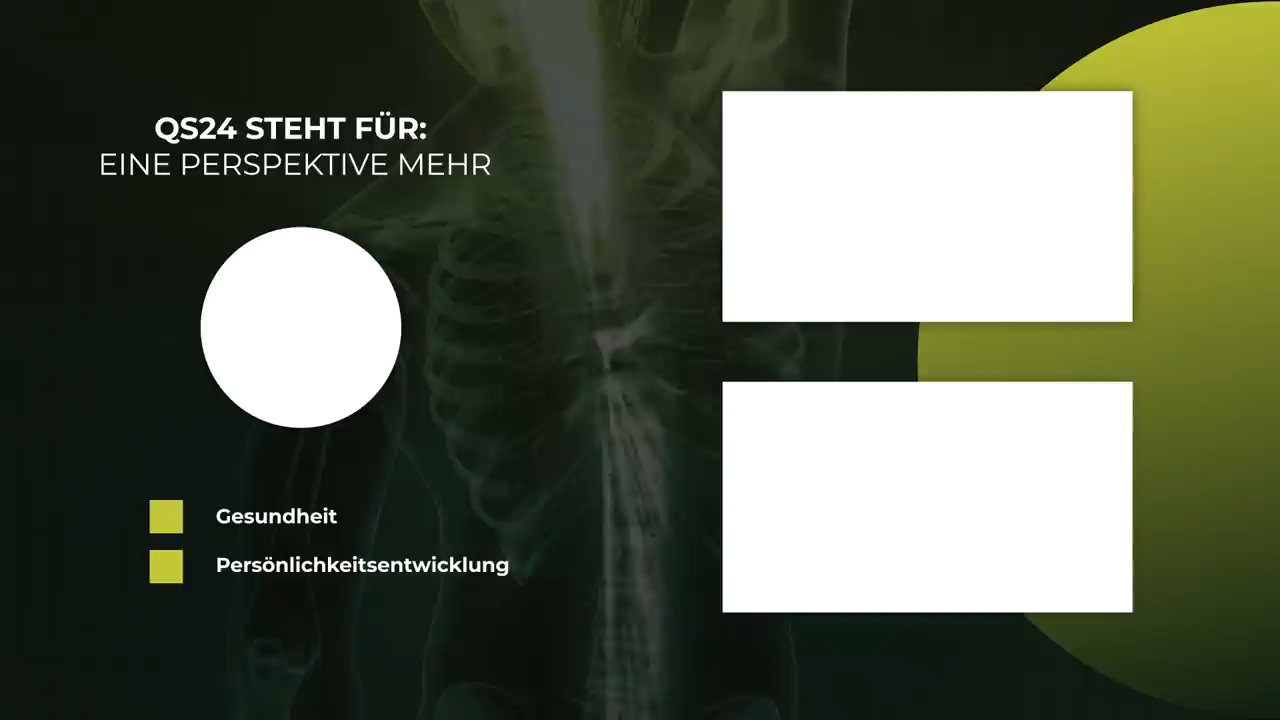 QS24 STEHT FÜR:
EINE PERSPEKTIVE MEHR
Gesundheit
Persönlichkeitsentwicklung